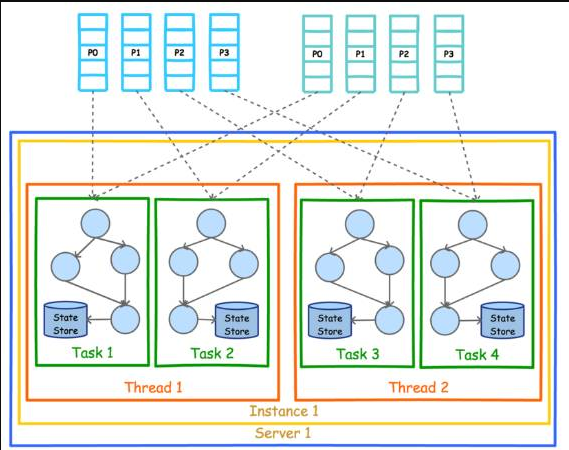 P0 P1 P2 P3 P0 P1 P2 P3
State Store
State Store
State Store
State Store
Task 1 Task 2 Task 3 Task 4
Thread 1 Thread 2
Instance 1
Server 1